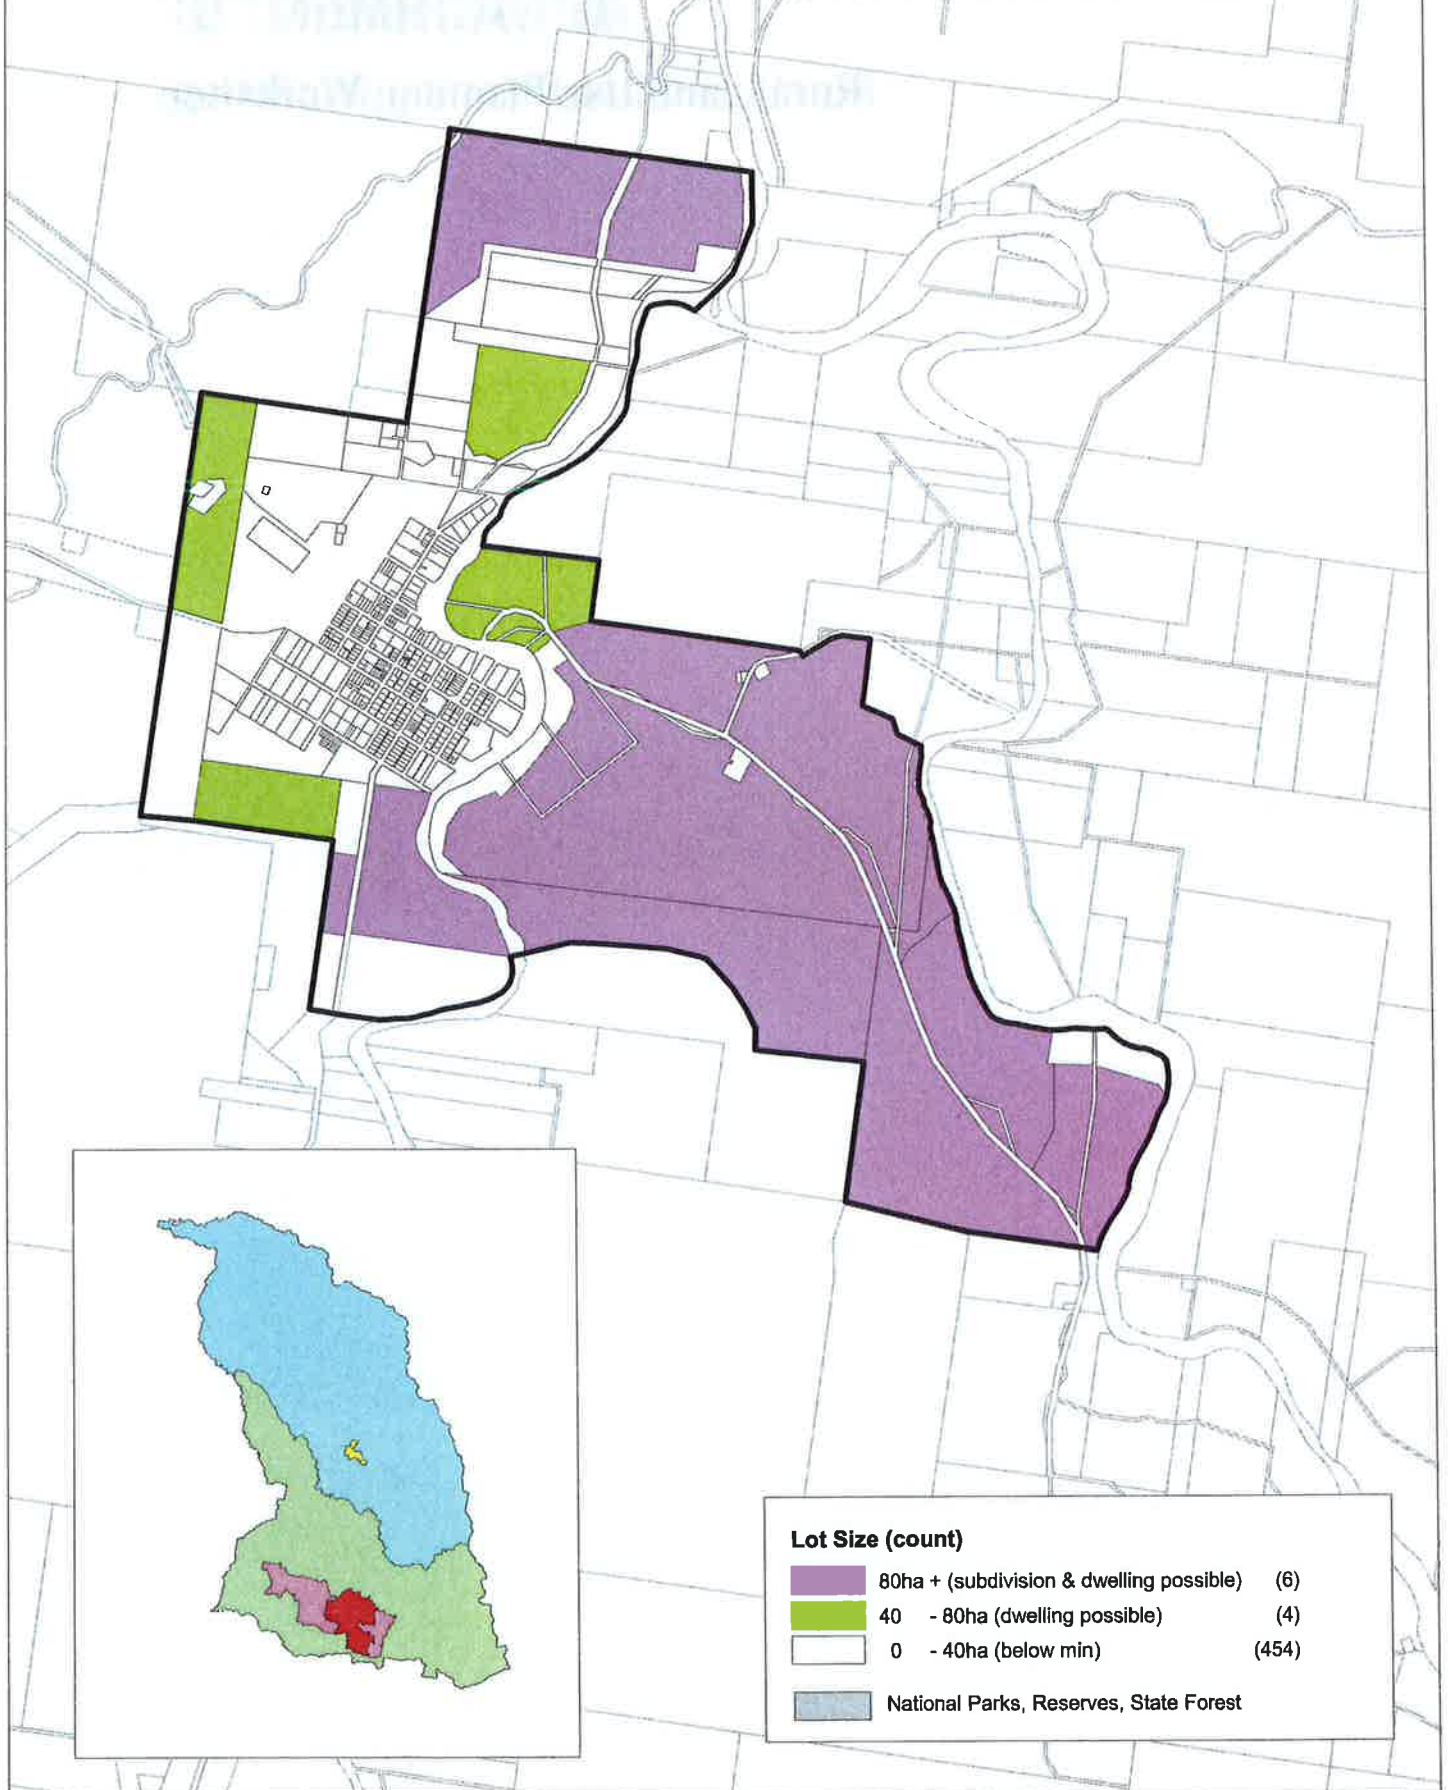 Lot Size (count)
80ha + (subdivision & dwelling possible) (6)
40 - 80ha (dwelling possible) (4)
0 - 40ha (below min) (454)
National Parks, Reserves, State Forest